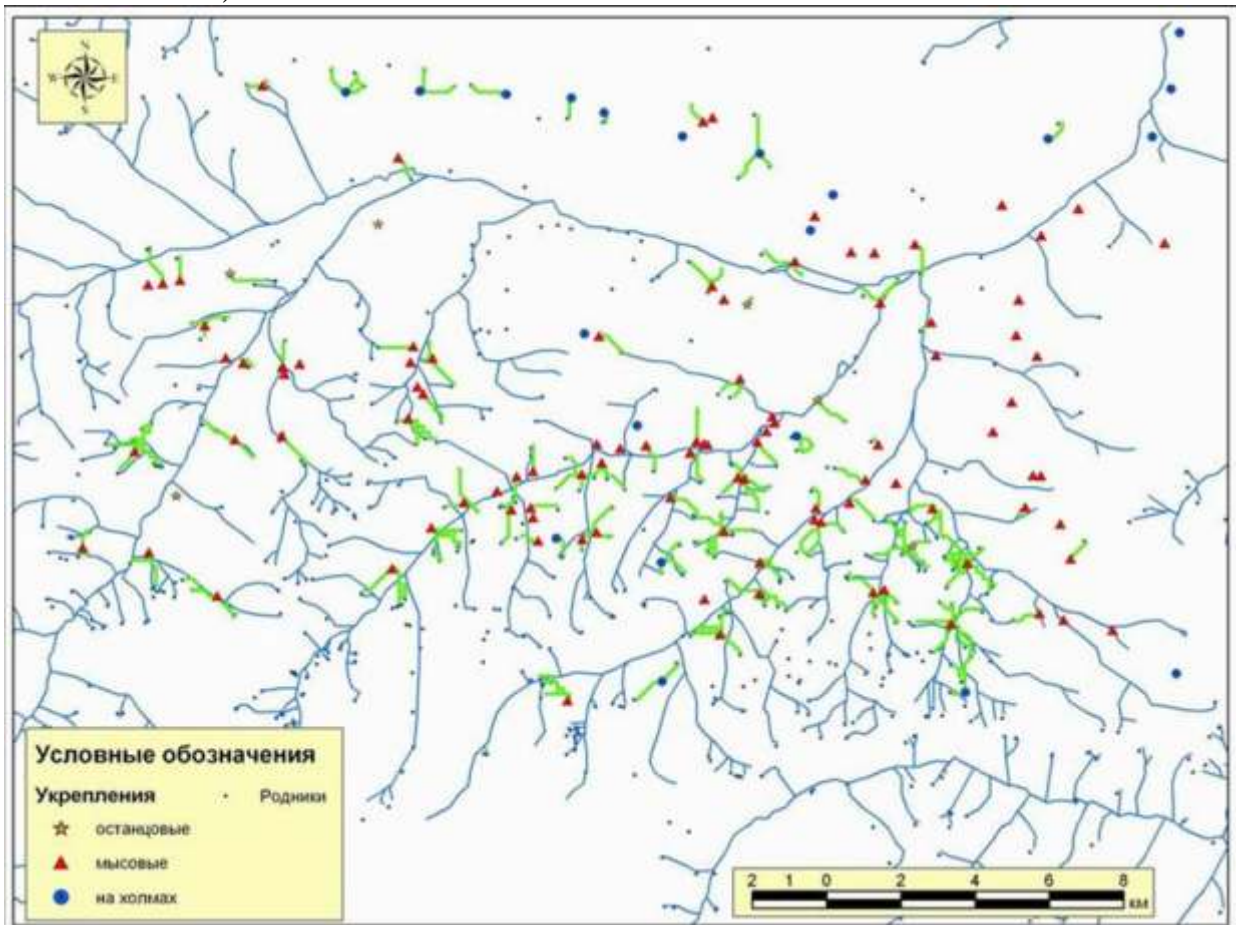 N
W E
S
Условные обозначения
Укрепления
Родники
останцовые
мысовые
на холмах
2 1 0 2 4 6 8
км